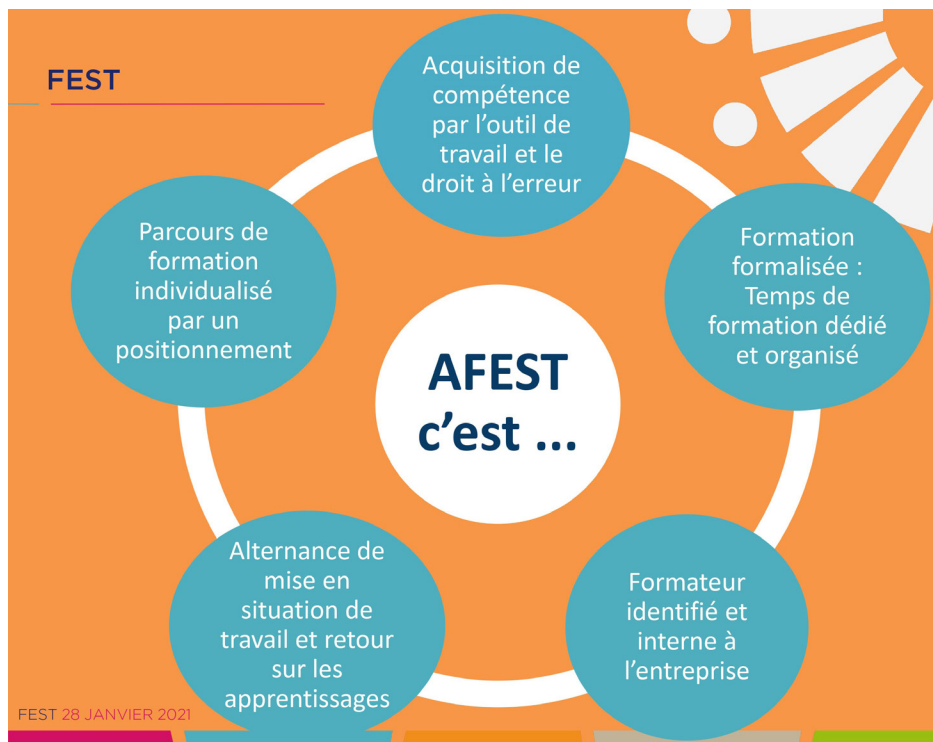 FEST
Acquisition de
compétence
par l’outil de
travail et le
droit à l’erreur
Formation
formalisée :
Temps de
formation dédié
et organisé
Formateur
identifié et
interne à
l’entreprise
Alternance de
mise en
situation de
travail et retour
sur les
apprentissages
Parcours de
formation
individualisé
par un
positionnement
AFEST
c’est ...
FEST 28 JANVIER 2021